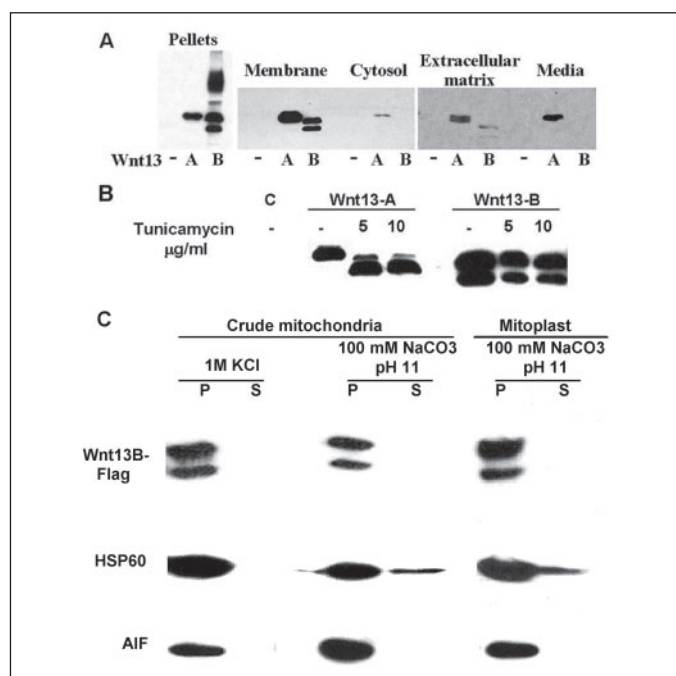 A
Pellets
Membrane Cytosol Extracellular matrix Media
Wnt13 - A B - A B - A B - A B - A B
B
C Wnt13-A Wnt13-B
Tunicamycin - - 5 10 - 5 10
μg/ml
C
Crude mitochondria Mitoplast
1M KCl 100 mM NaCO3 pH 11 100 mM NaCO3 pH 11
P S P S P S
Wnt13B-
Flag
HSP60
AIF